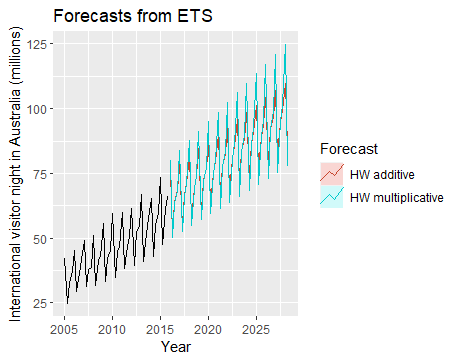 Forecasts from ETS
International visitor night in Australia (millions)
125
100
75
50
25
2005
2010
2015
2020
2025
Year
Forecast
HW additive
HW multiplicative